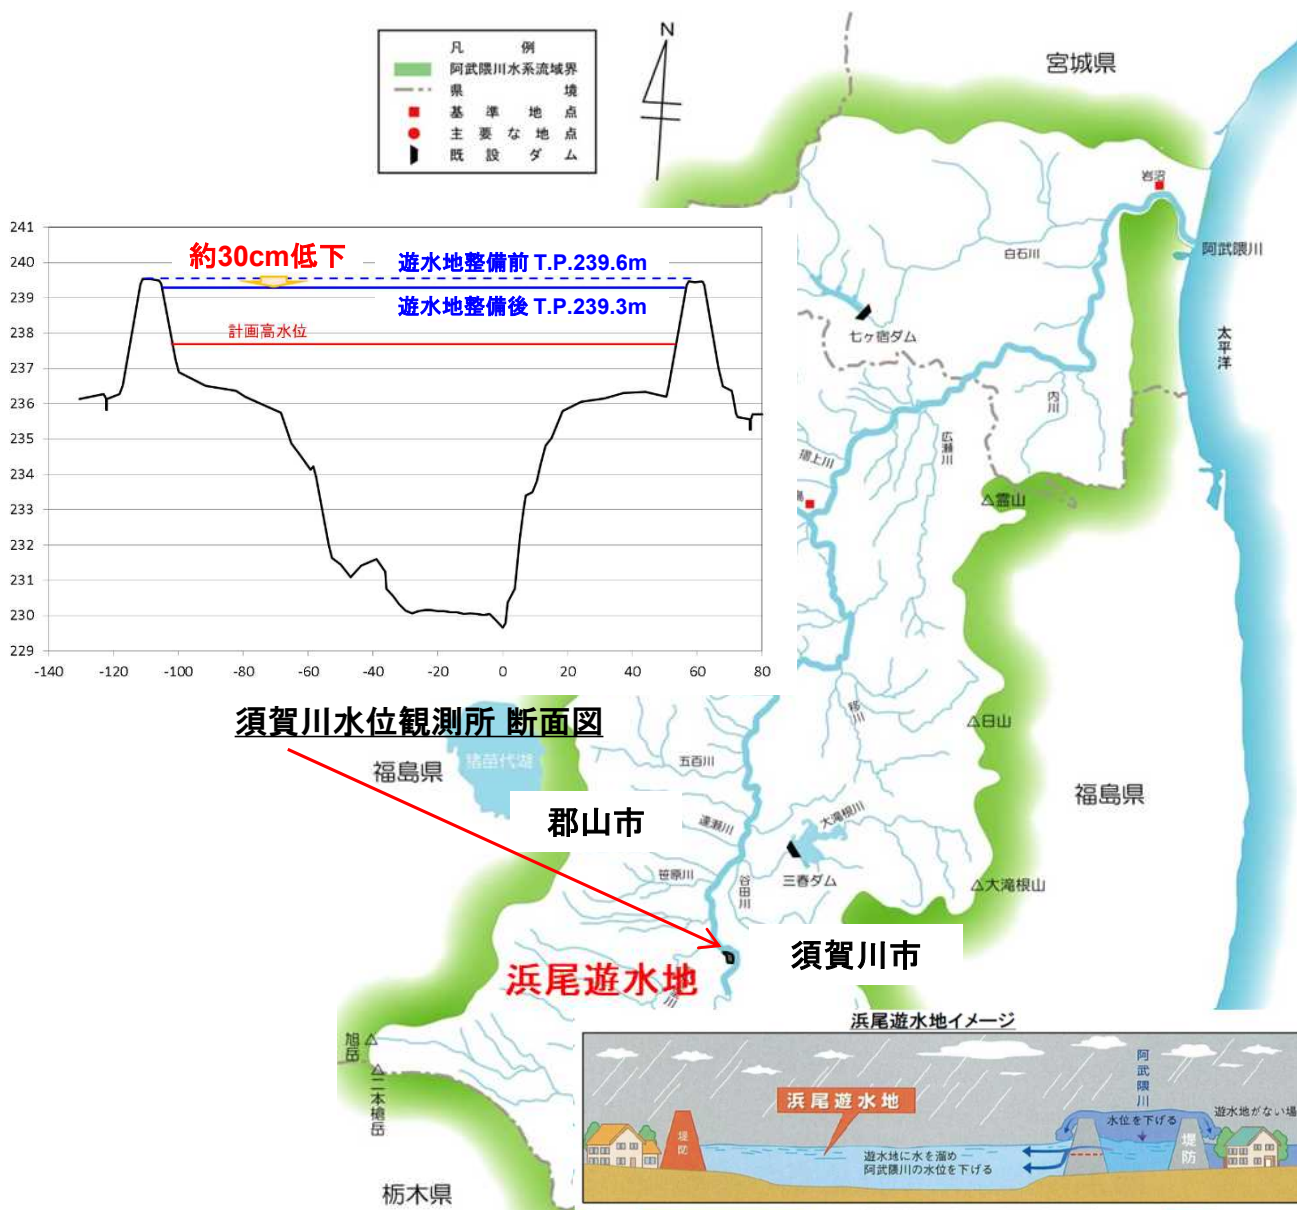 凡 例
阿武隈川水系流域界
県 境
基 準 地 点
主 要 な 地 点
既 設 ダ ム
N
宮城県
岩沼
阿武隈川
白石川
七ヶ宿ダム
太平洋
内川
広瀬川
摺上川
霊山
241
240
239
238
237
236
235
234
233
232
231
230
229
-140
-120
-100
-80
-60
-40
-20
0
20
40
60
80
約30cm低下
遊水地整備前 T.P.239.6m
遊水地整備後 T.P.239.3m
計画高水位
須賀川水位観測所 断面図
福島県
猪苗代湖
五百川
移川
日山
福島県
郡山市
逢瀬川
大滝根川
笹原川
谷田川
三春ダム
大滝根山
須賀川市
浜尾遊水地
旭岳
二本槍岳
栃木県
浜尾遊水地イメージ
阿武隈川
浜尾遊水地
水位を下げる
遊水地がない場
堤防
遊水地に水を溜め
阿武隈川の水位を下げる
堤防